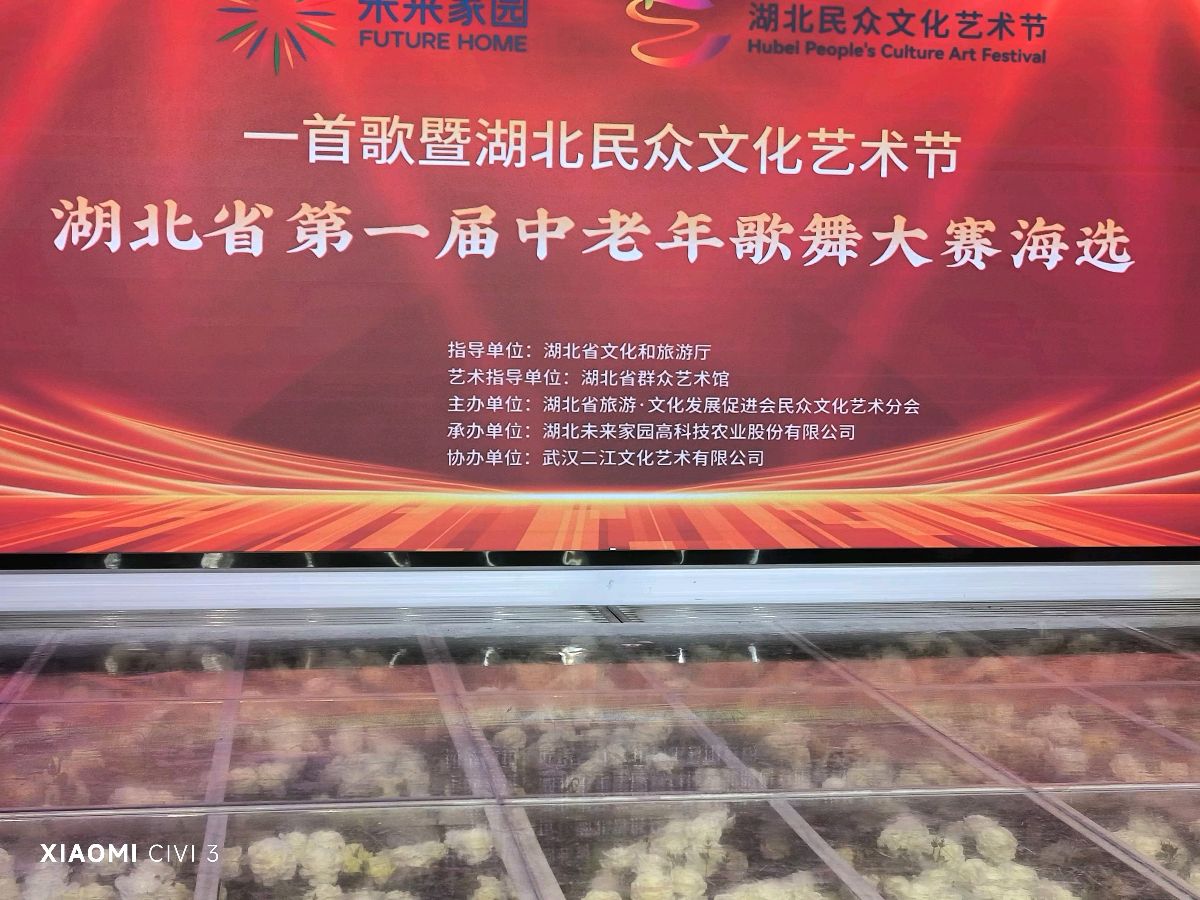 未来家园
FUTURE HOME
湖北民众文化艺术节
Hubei People's Culture Art Festival
一首歌暨湖北民众文化艺术节
湖北省第一届中老年歌舞大赛海选
指导单位：湖北省文化和旅游厅
艺术指导单位：湖北省群众艺术馆
主办单位：湖北省旅游·文化发展促进会民众文化艺术分会
承办单位：湖北未来家园高科技农业股份有限公司
协办单位：武汉二江文化艺术有限公司
XIAOMI CIVI 3